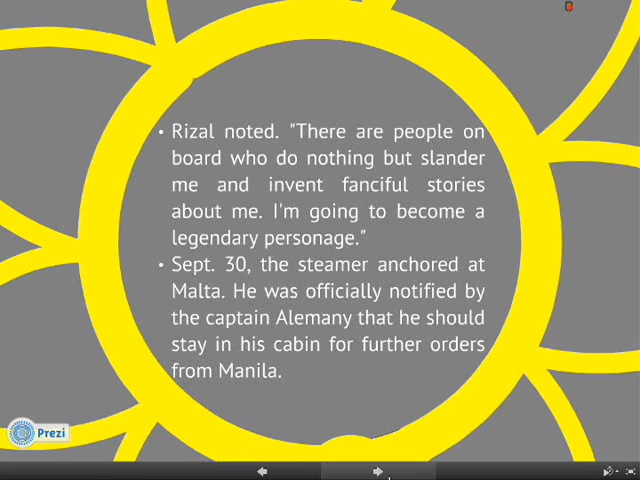 • Rizal noted. "There are people on
board who do nothing but slander
me and invent fanciful stories
about me. I'm going to become a
legendary personage."
• Sept. 30, the steamer anchored at
Malta. He was officially notified by
the captain Alemany that he should
stay in his cabin for further orders
from Manila.
Prezi